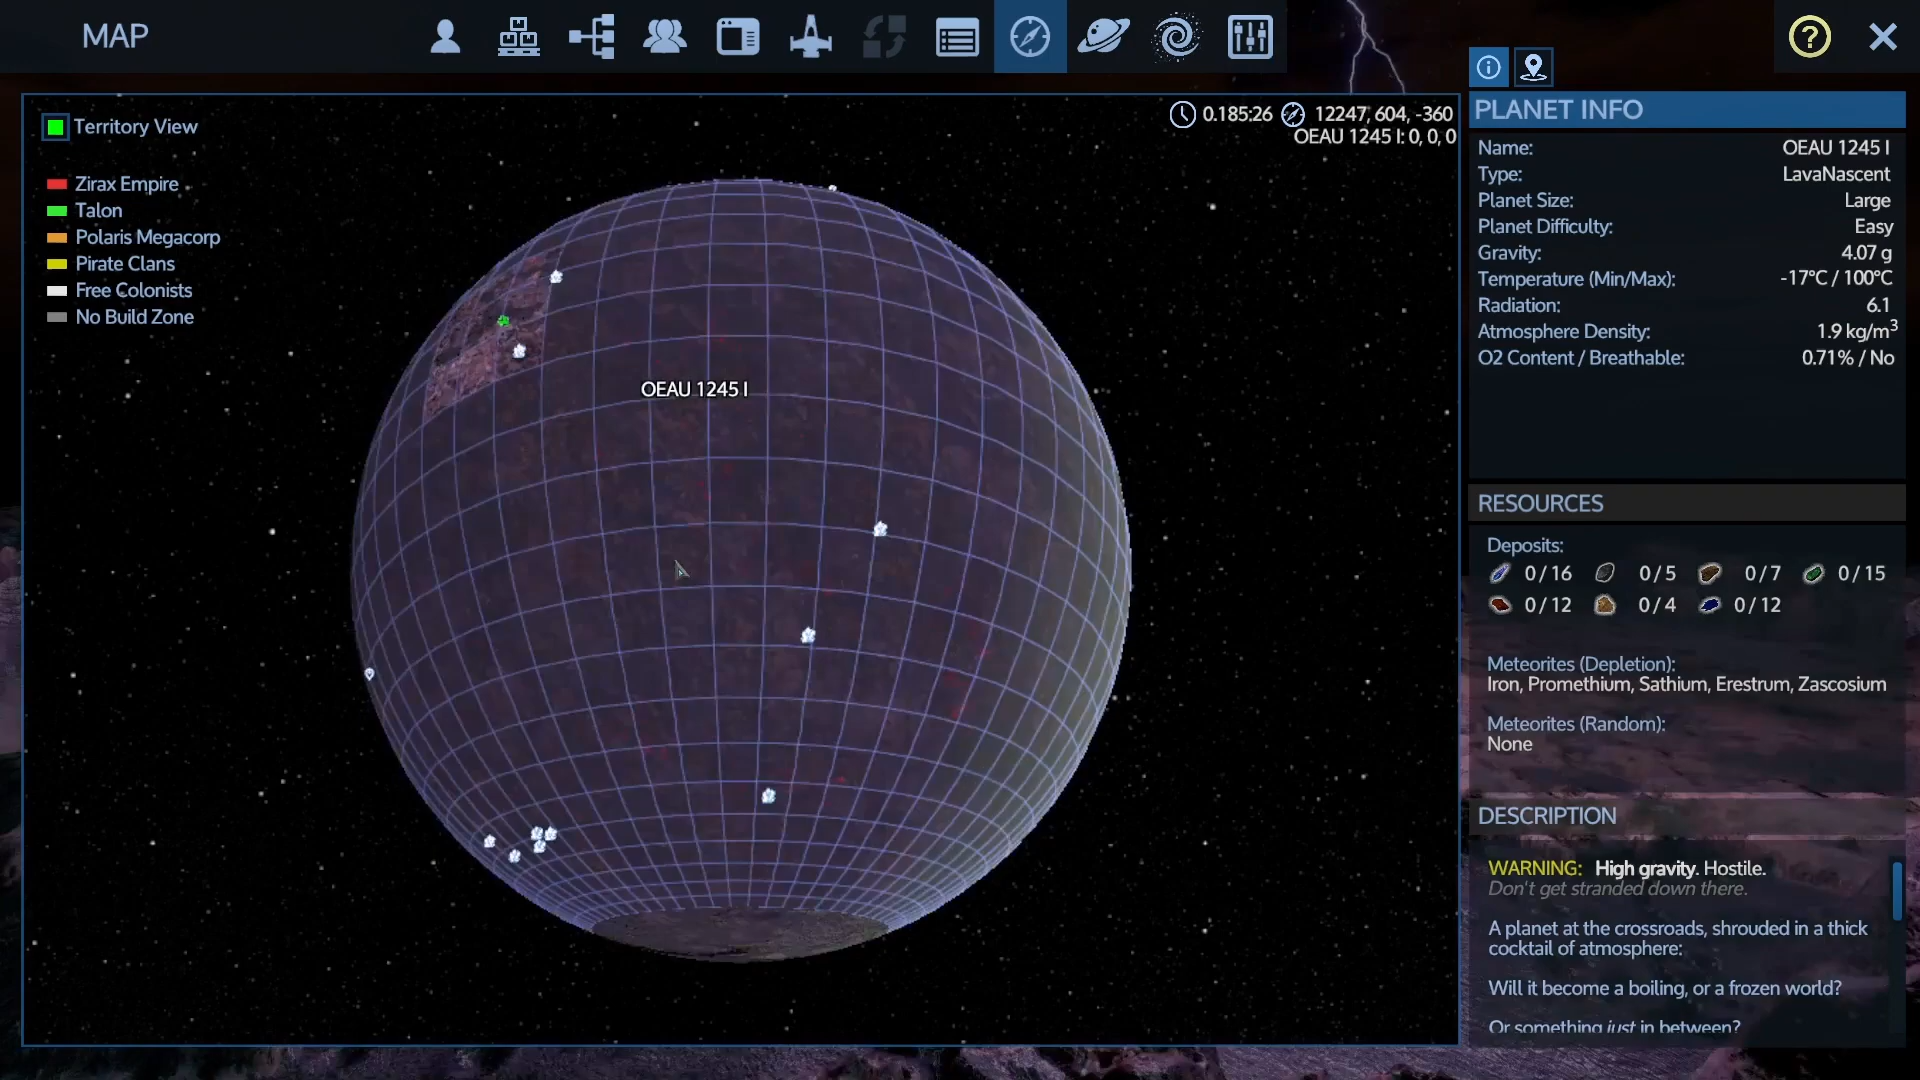 MAP
?
Territory View
Zirax Empire
Talon
Polaris Megacorp
Pirate Clans
Free Colonists
No Build Zone
0.185:26 12247, 604, -360
OEAU 1245 I: 0, 0, 0
OEAU 1245 I
PLANET INFO
Name: OEAU 1245 I
Type: LavaNascent
Planet Size: Large
Planet Difficulty: Easy
Gravity: 4.07 g
Temperature (Min/Max): -17°C / 100°C
Radiation: 6.1
Atmosphere Density: 1.9 kg/m³
O2 Content / Breathable: 0.71% / No
RESOURCES
Deposits:
0 / 16 0 / 5 0 / 7 0 / 15
0 / 12 0 / 4 0 / 12
Meteorites (Depletion):
Iron, Promethium, Sathium, Erestrum, Zascosium
Meteorites (Random):
None
DESCRIPTION
WARNING: High gravity. Hostile.
Don't get stranded down there.
A planet at the crossroads, shrouded in a thick
cocktail of atmosphere:
Will it become a boiling, or a frozen world?
Or something just in between?